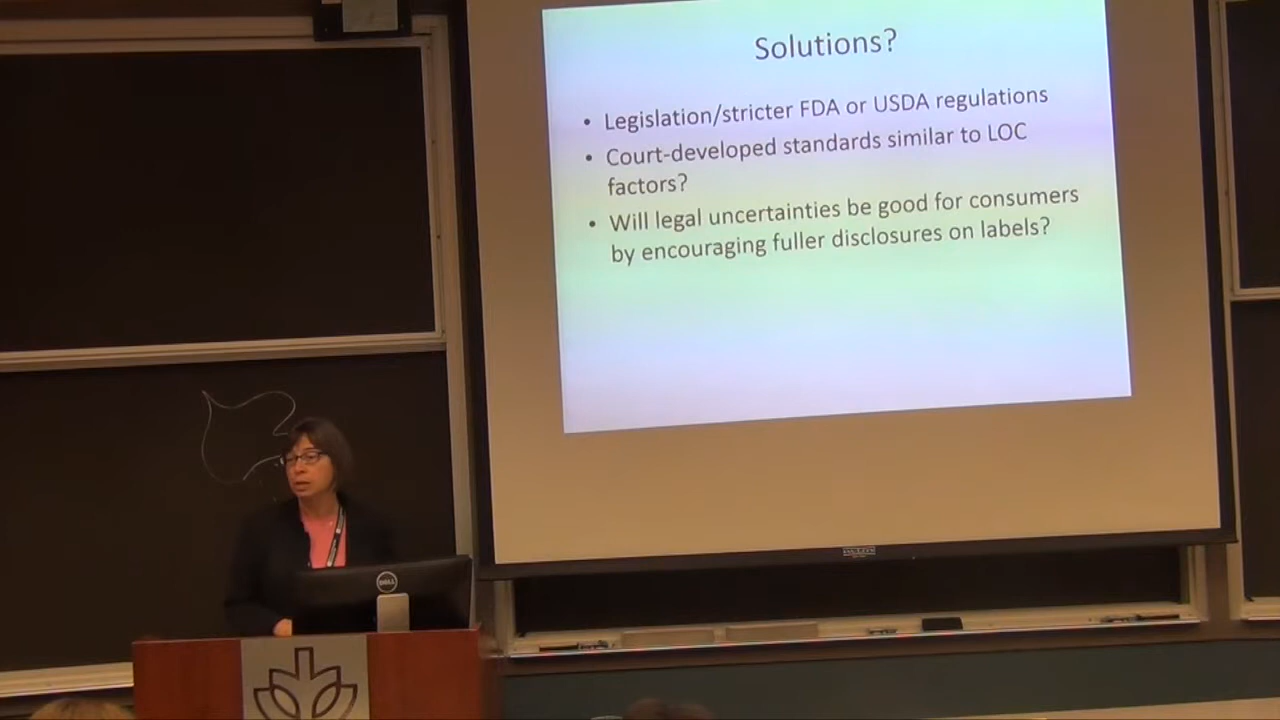 Solutions?
• Legislation/stricter FDA or USDA regulations
• Court-developed standards similar to LOC
factors?
• Will legal uncertainties be good for consumers
by encouraging fuller disclosures on labels?
DELL